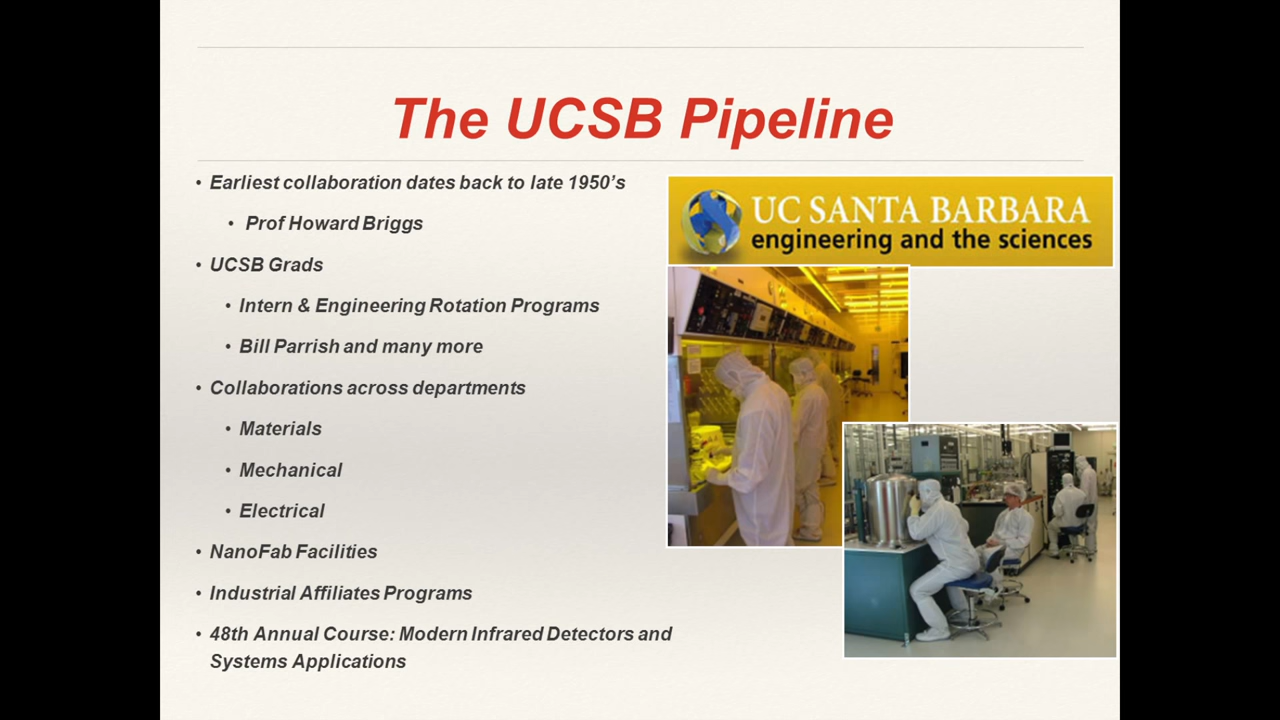 The UCSB Pipeline
• Earliest collaboration dates back to late 1950’s
• Prof Howard Briggs
• UCSB Grads
• Intern & Engineering Rotation Programs
• Bill Parrish and many more
• Collaborations across departments
• Materials
• Mechanical
• Electrical
• NanoFab Facilities
• Industrial Affiliates Programs
• 48th Annual Course: Modern Infrared Detectors and
Systems Applications
UC SANTA BARBARA
engineering and the sciences